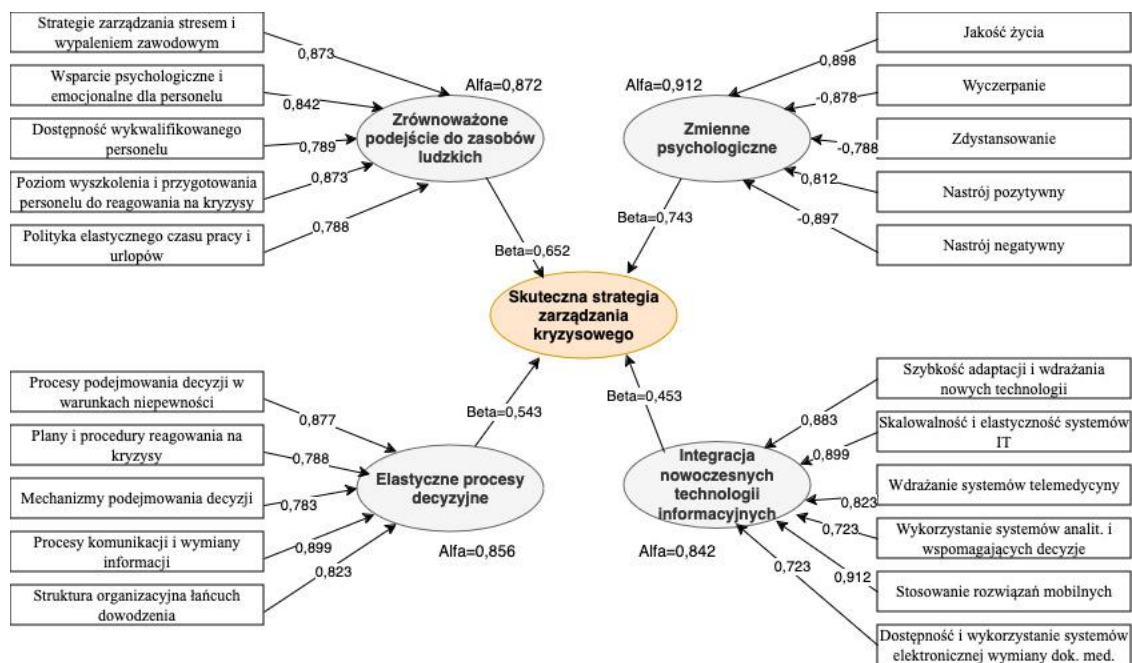 Strategie zarządzania stresem i
wypaleniem zawodowym
0,873
Wsparcie psychologiczne i
emocjonalne dla personelu
0,842
Dostępność wykwalifikowanego
personelu
0,789
Poziom wyszkolenia i przygotowania
personelu do reagowania na kryzysy
0,873
Polityka elastycznego czasu pracy i
urlopów
0,788
Alfa=0,872
Zrównoważone
podejście do zasobów
ludzkich
Beta=0,652
Alfa=0,912
Zmienne
psychologiczne
Beta=0,743
Jakość życia
0,898
Wyczerpanie
-0,878
Zdystansowanie
-0,788
Nastrój pozytywny
0,812
Nastrój negatywny
-0,897
Skuteczna strategia
zarządzania
kryzysowego
Procesy podejmowania decyzji w
warunkach niepewności
0,877
Plany i procedury reagowania na
kryzysy
0,788
Mechanizmy podejmowania decyzji
0,783
Procesy komunikacji i wymiany
informacji
0,899
Struktura organizacyjna łańcuch
dowodzenia
0,823
Beta=0,543
Elastyczne procesy
decyzyjne
Alfa=0,856
Beta=0,453
Integracja
nowoczesnych
technologii
informacyjnych
Alfa=0,842
Szybkość adaptacji i wdrażania
nowych technologii
0,883
Skalowalność i elastyczność systemów
IT
0,899
Wdrażanie systemów telemedycyny
0,823
Wykorzystanie systemów analit. i
wspomagających decyzje
0,723
Stosowanie rozwiązań mobilnych
0,912
Dostępność i wykorzystanie systemów
elektronicznej wymiany dok. med.
0,723